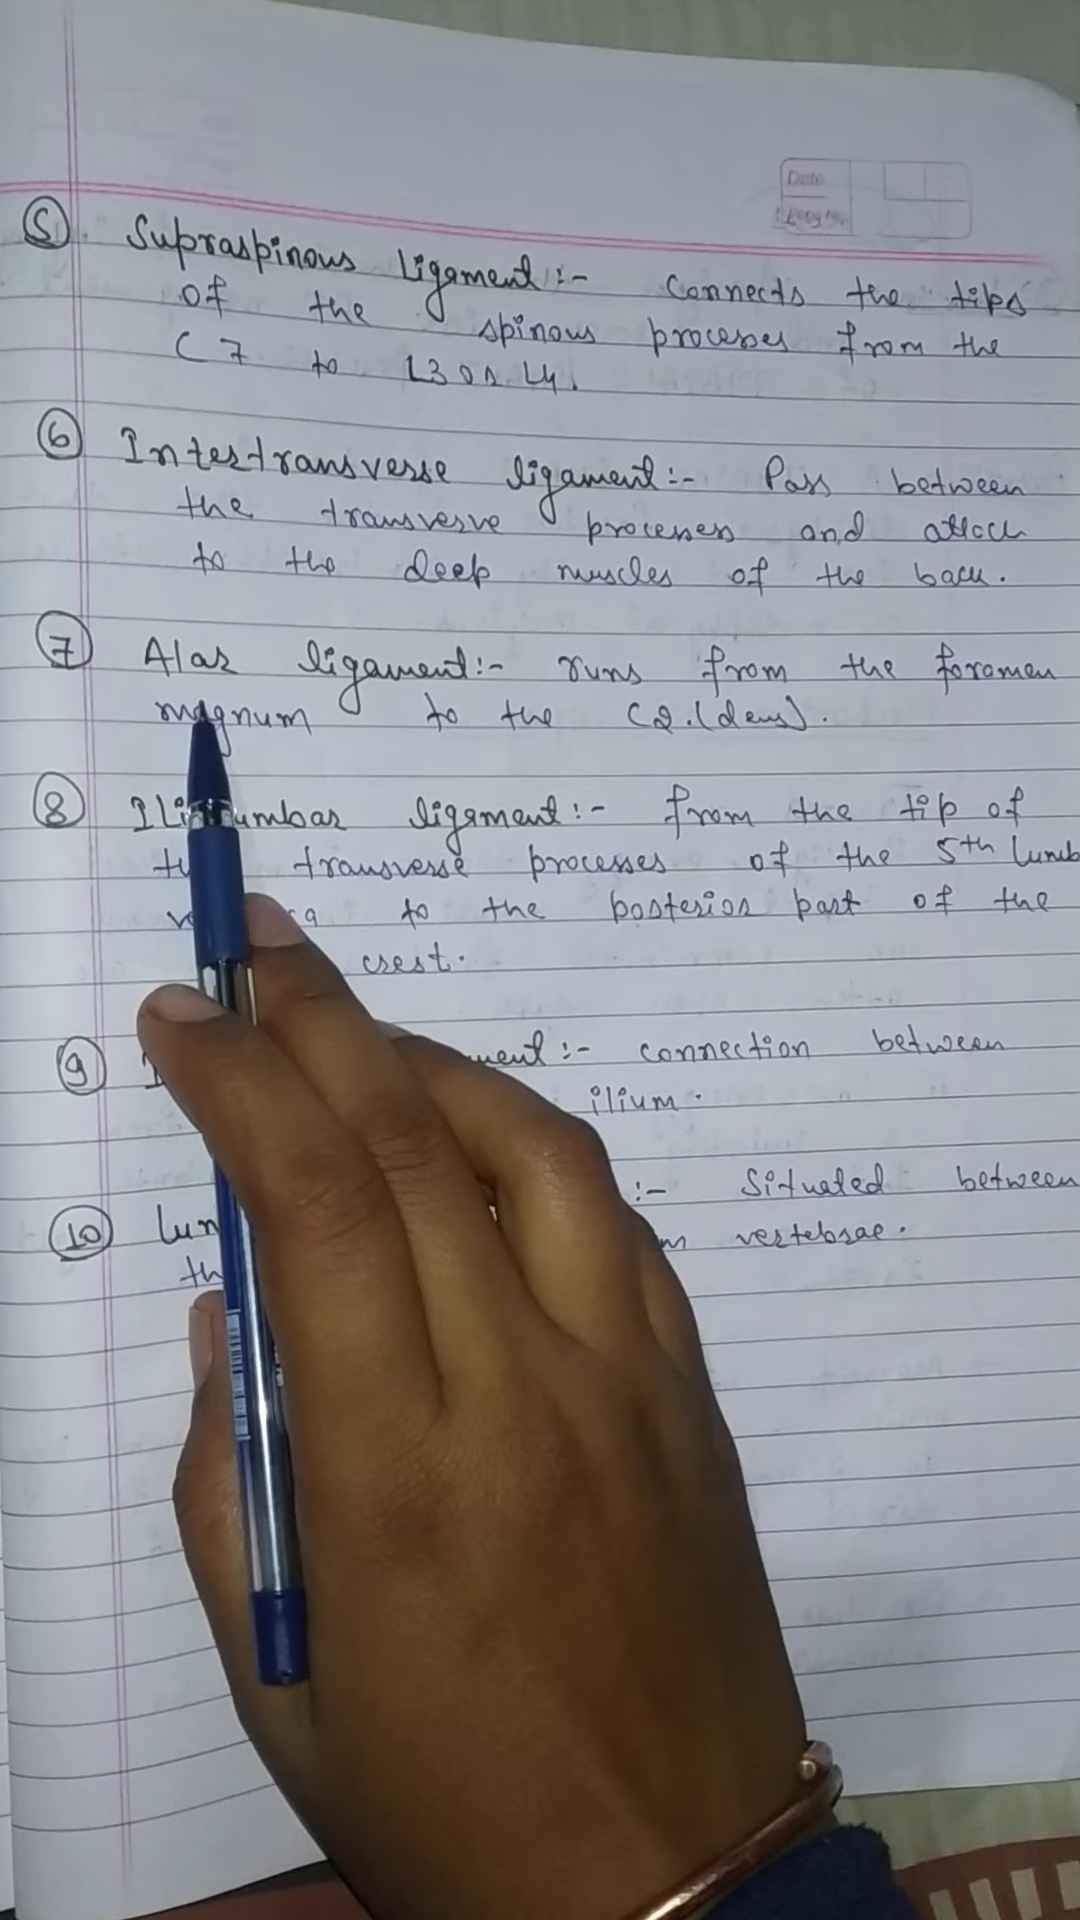 Date
5 Supraspinous Ligament:- connects the tips
of the spinous processes from the
C7 to L3 or L4.
6 Intertransverse ligament:- Pass between
the transverse processes and attach
to the deep muscles of the back.
7 Alar ligament:- runs from the foramen
magnum to the C2.(dens).
8 from the tip of
transverse processes of the 5th
to the posterior part of the
crest.
9 connection between
ilium.
10 :- Situated between
vertebrae.